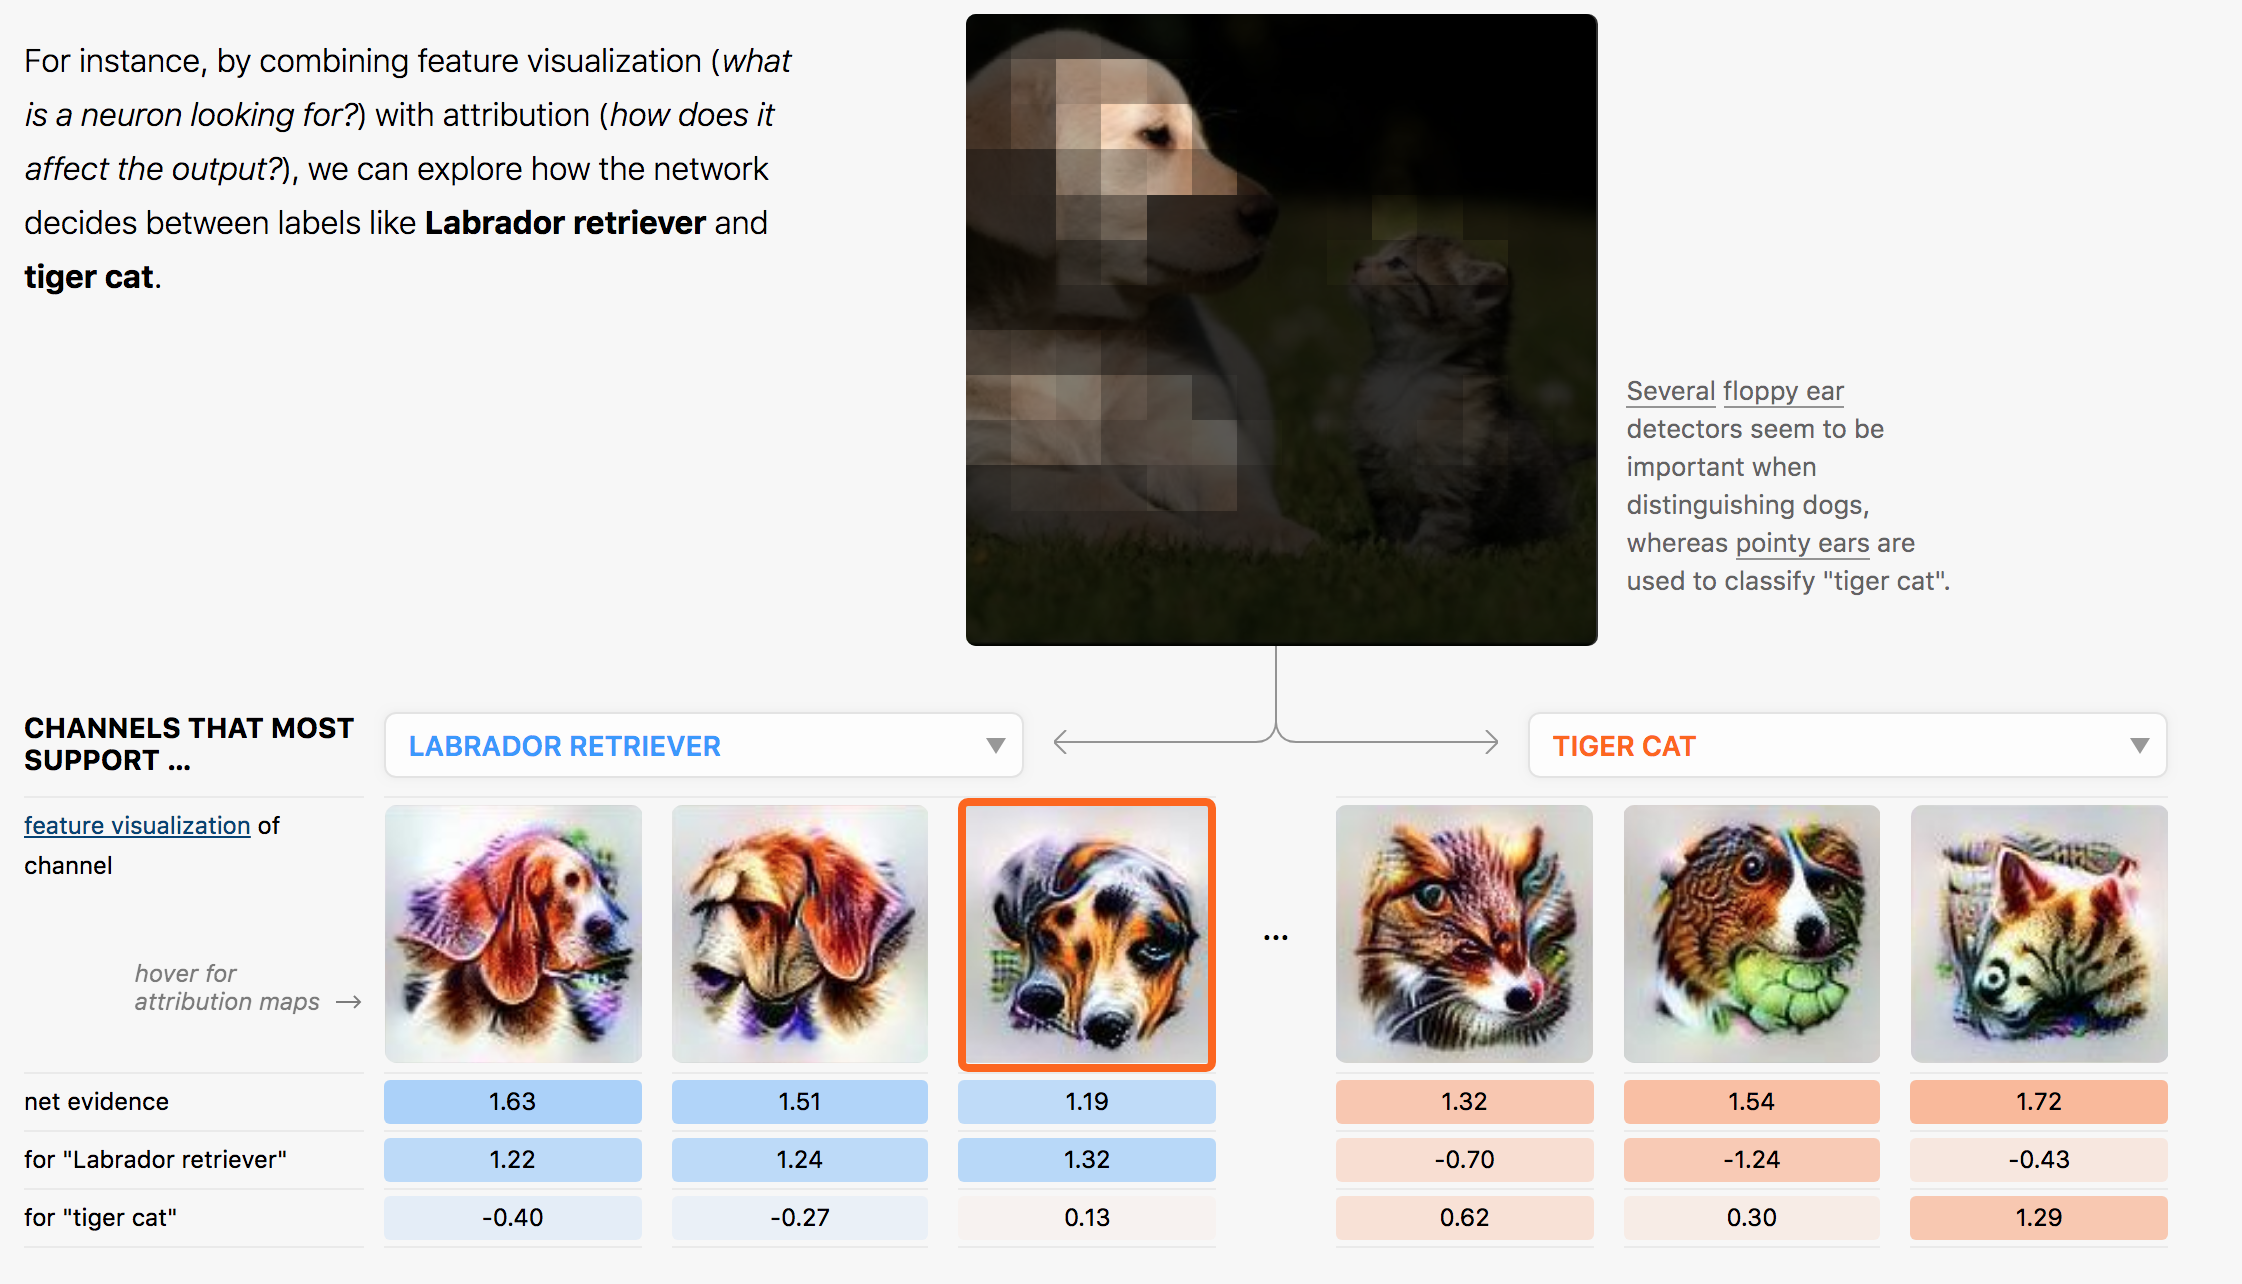 For instance, by combining feature visualization (what
is a neuron looking for?) with attribution (how does it
affect the output?), we can explore how the network
decides between labels like Labrador retriever and
tiger cat.
Several floppy ear
detectors seem to be
important when
distinguishing dogs,
whereas pointy ears are
used to classify "tiger cat".
CHANNELS THAT MOST
SUPPORT ...
LABRADOR RETRIEVER
TIGER CAT
feature visualization of
channel
hover for
attribution maps →
...
net evidence 1.63 1.51 1.19 1.32 1.54 1.72
for "Labrador retriever" 1.22 1.24 1.32 -0.70 -1.24 -0.43
for "tiger cat" -0.40 -0.27 0.13 0.62 0.30 1.29